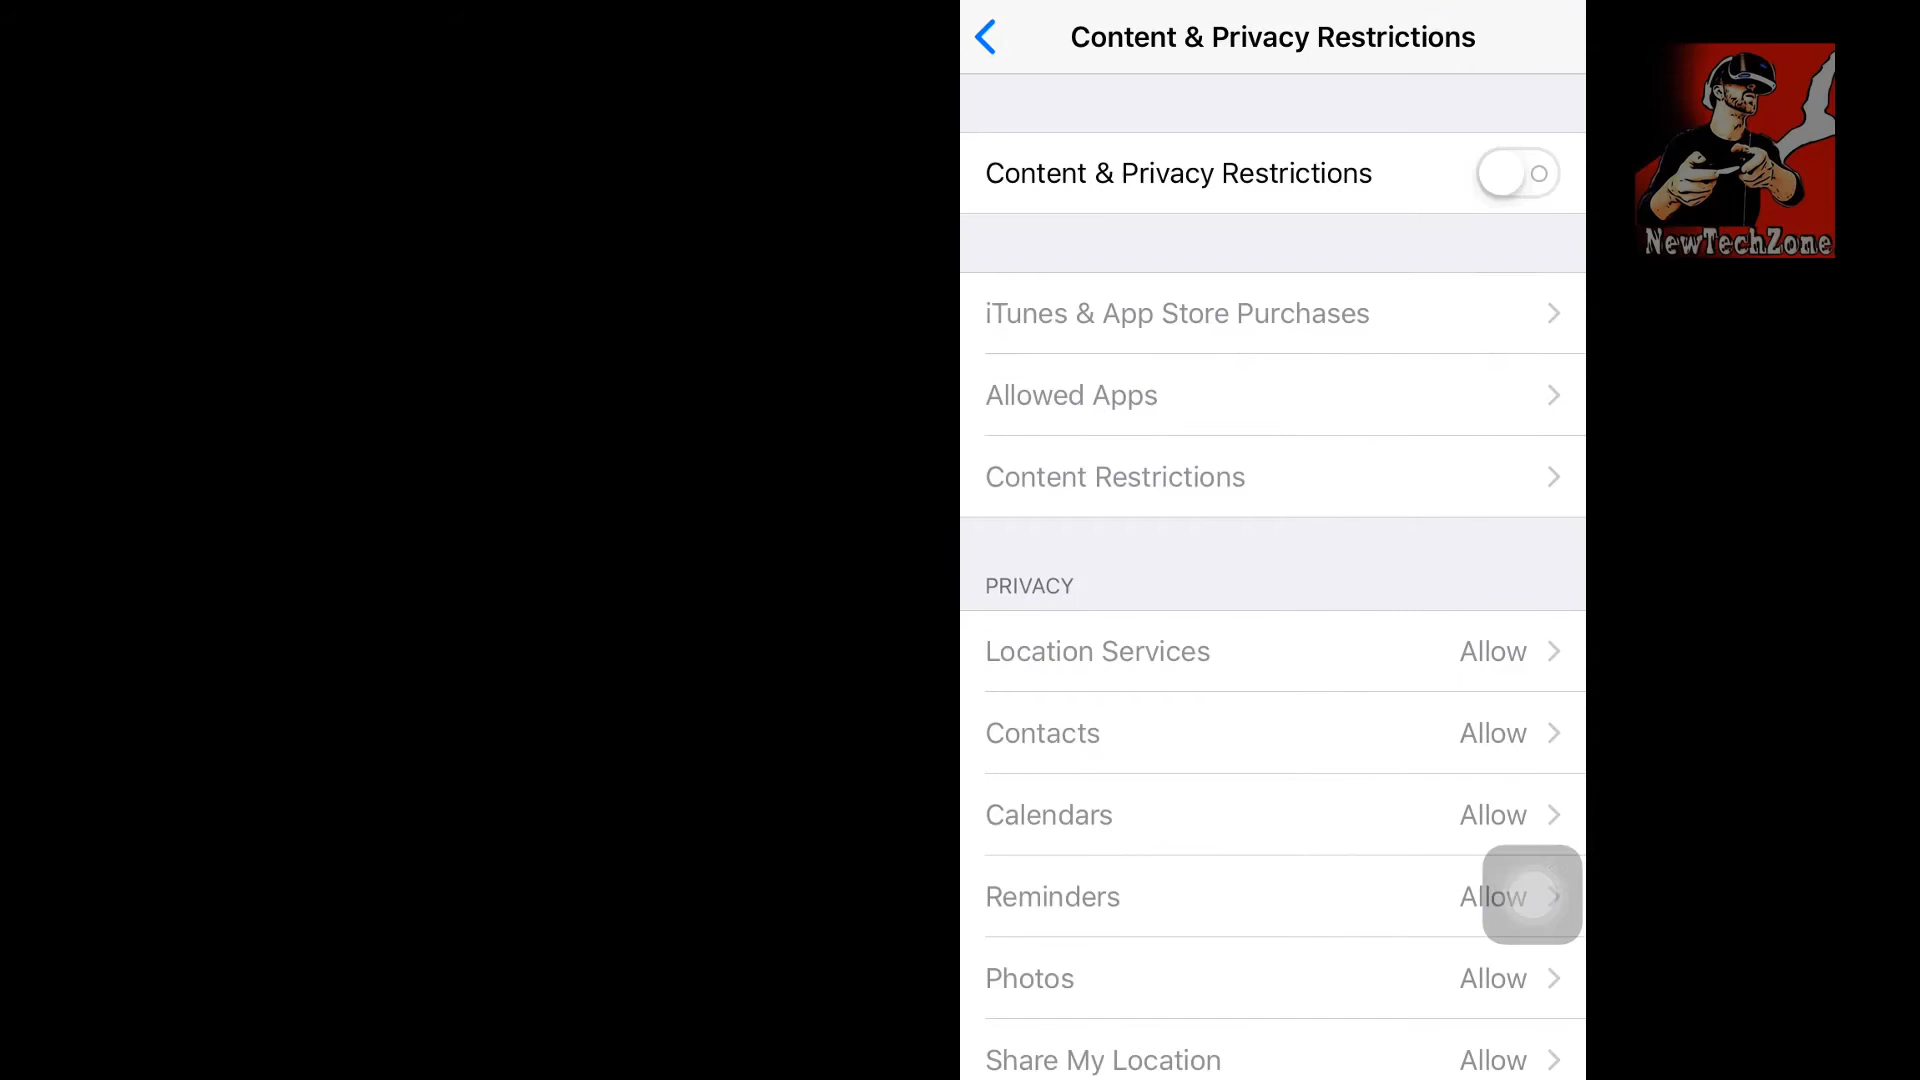 Content & Privacy Restrictions
Content & Privacy Restrictions
iTunes & App Store Purchases
Allowed Apps
Content Restrictions
PRIVACY
Location Services Allow
Contacts Allow
Calendars Allow
Reminders Allow
Photos Allow
Share My Location Allow
NewTechZone